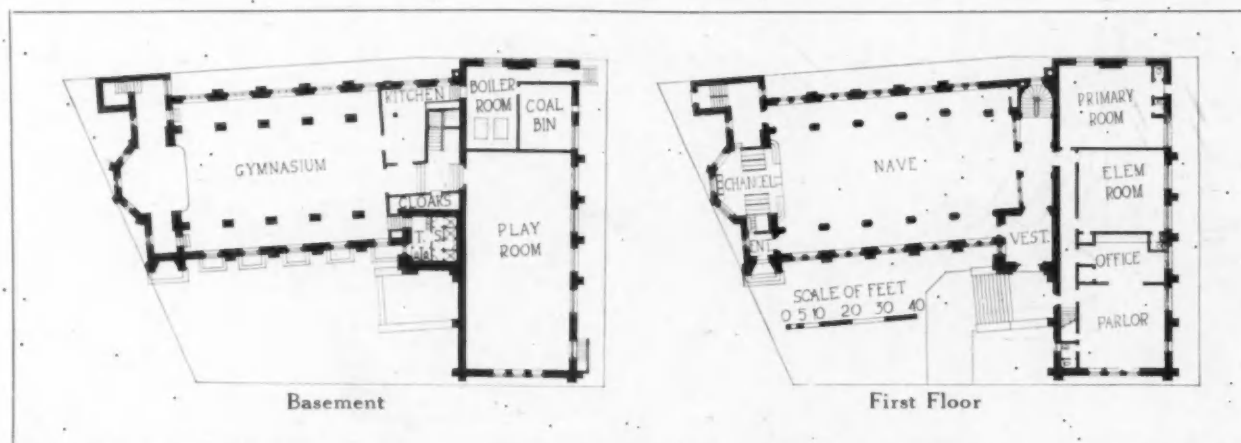 KITCHEN
BOILER
ROOM
COAL
BIN
GYMNASIUM
CLOAKS
PLAY
ROOM
Basement
PRIMARY
ROOM
NAVE
CHANCEL
ELEM
ROOM
ENT
VEST.
OFFICE
SCALE OF FEET
0 5 10 20 30 40
PARLOR
First Floor